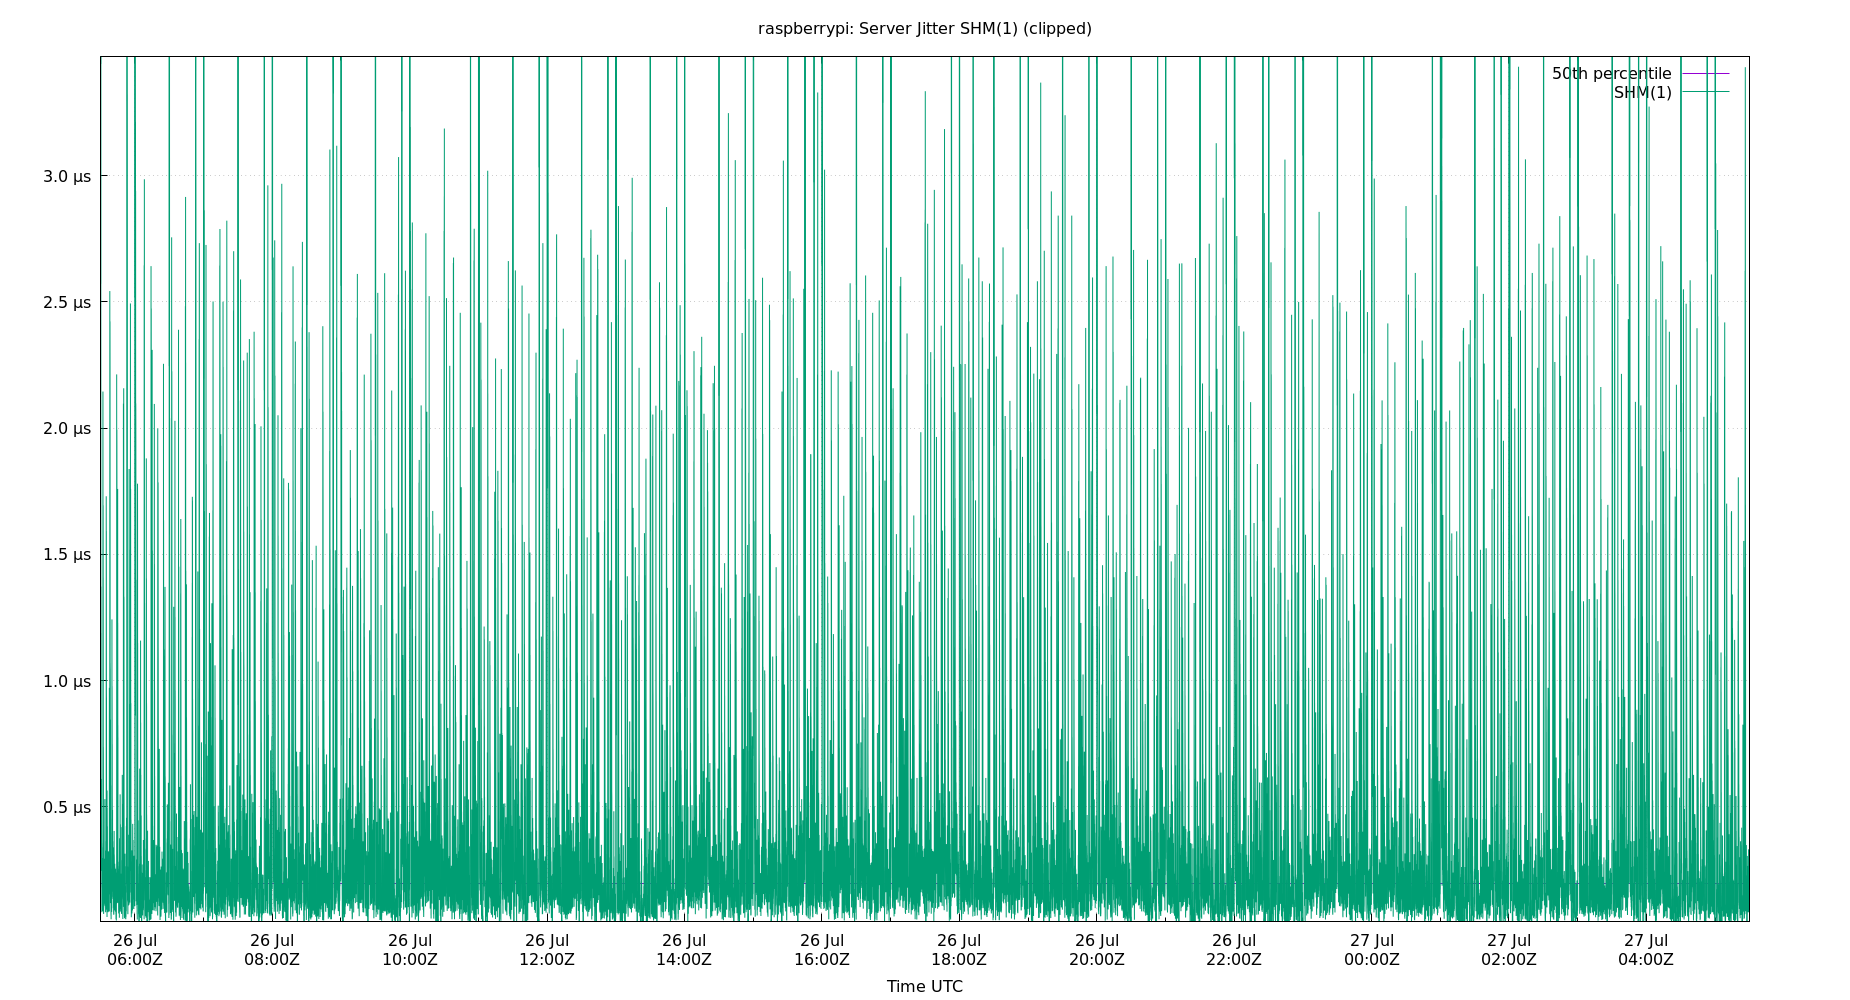 raspberrypi: Server Jitter SHM(1) (clipped)
50th percentile
SHM(1)
3.0 µs
2.5 µs
2.0 µs
1.5 µs
1.0 µs
0.5 µs
26 Jul 26 Jul 26 Jul 26 Jul 26 Jul 26 Jul 26 Jul 26 Jul 26 Jul 27 Jul 27 Jul 27 Jul
06:00Z 08:00Z 10:00Z 12:00Z 14:00Z 16:00Z 18:00Z 20:00Z 22:00Z 00:00Z 02:00Z 04:00Z
Time UTC